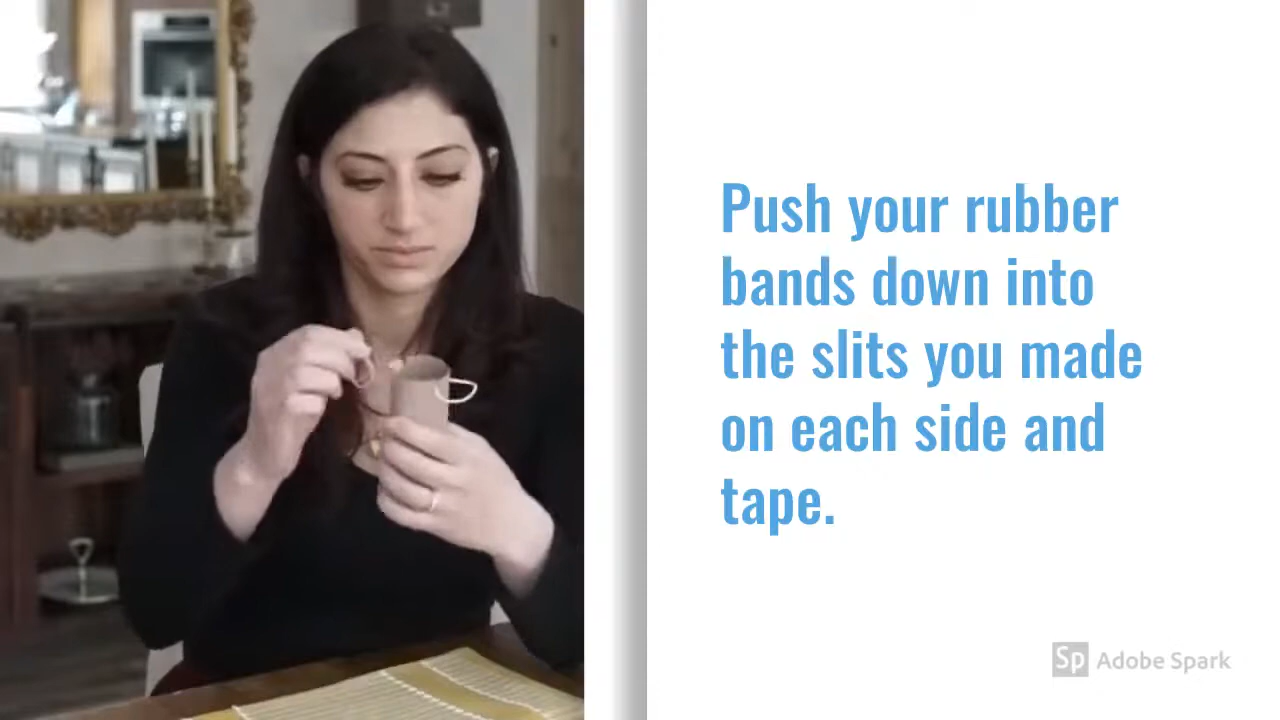 Push your rubber
bands down into
the slits you made
on each side and
tape.
Sp Adobe Spark